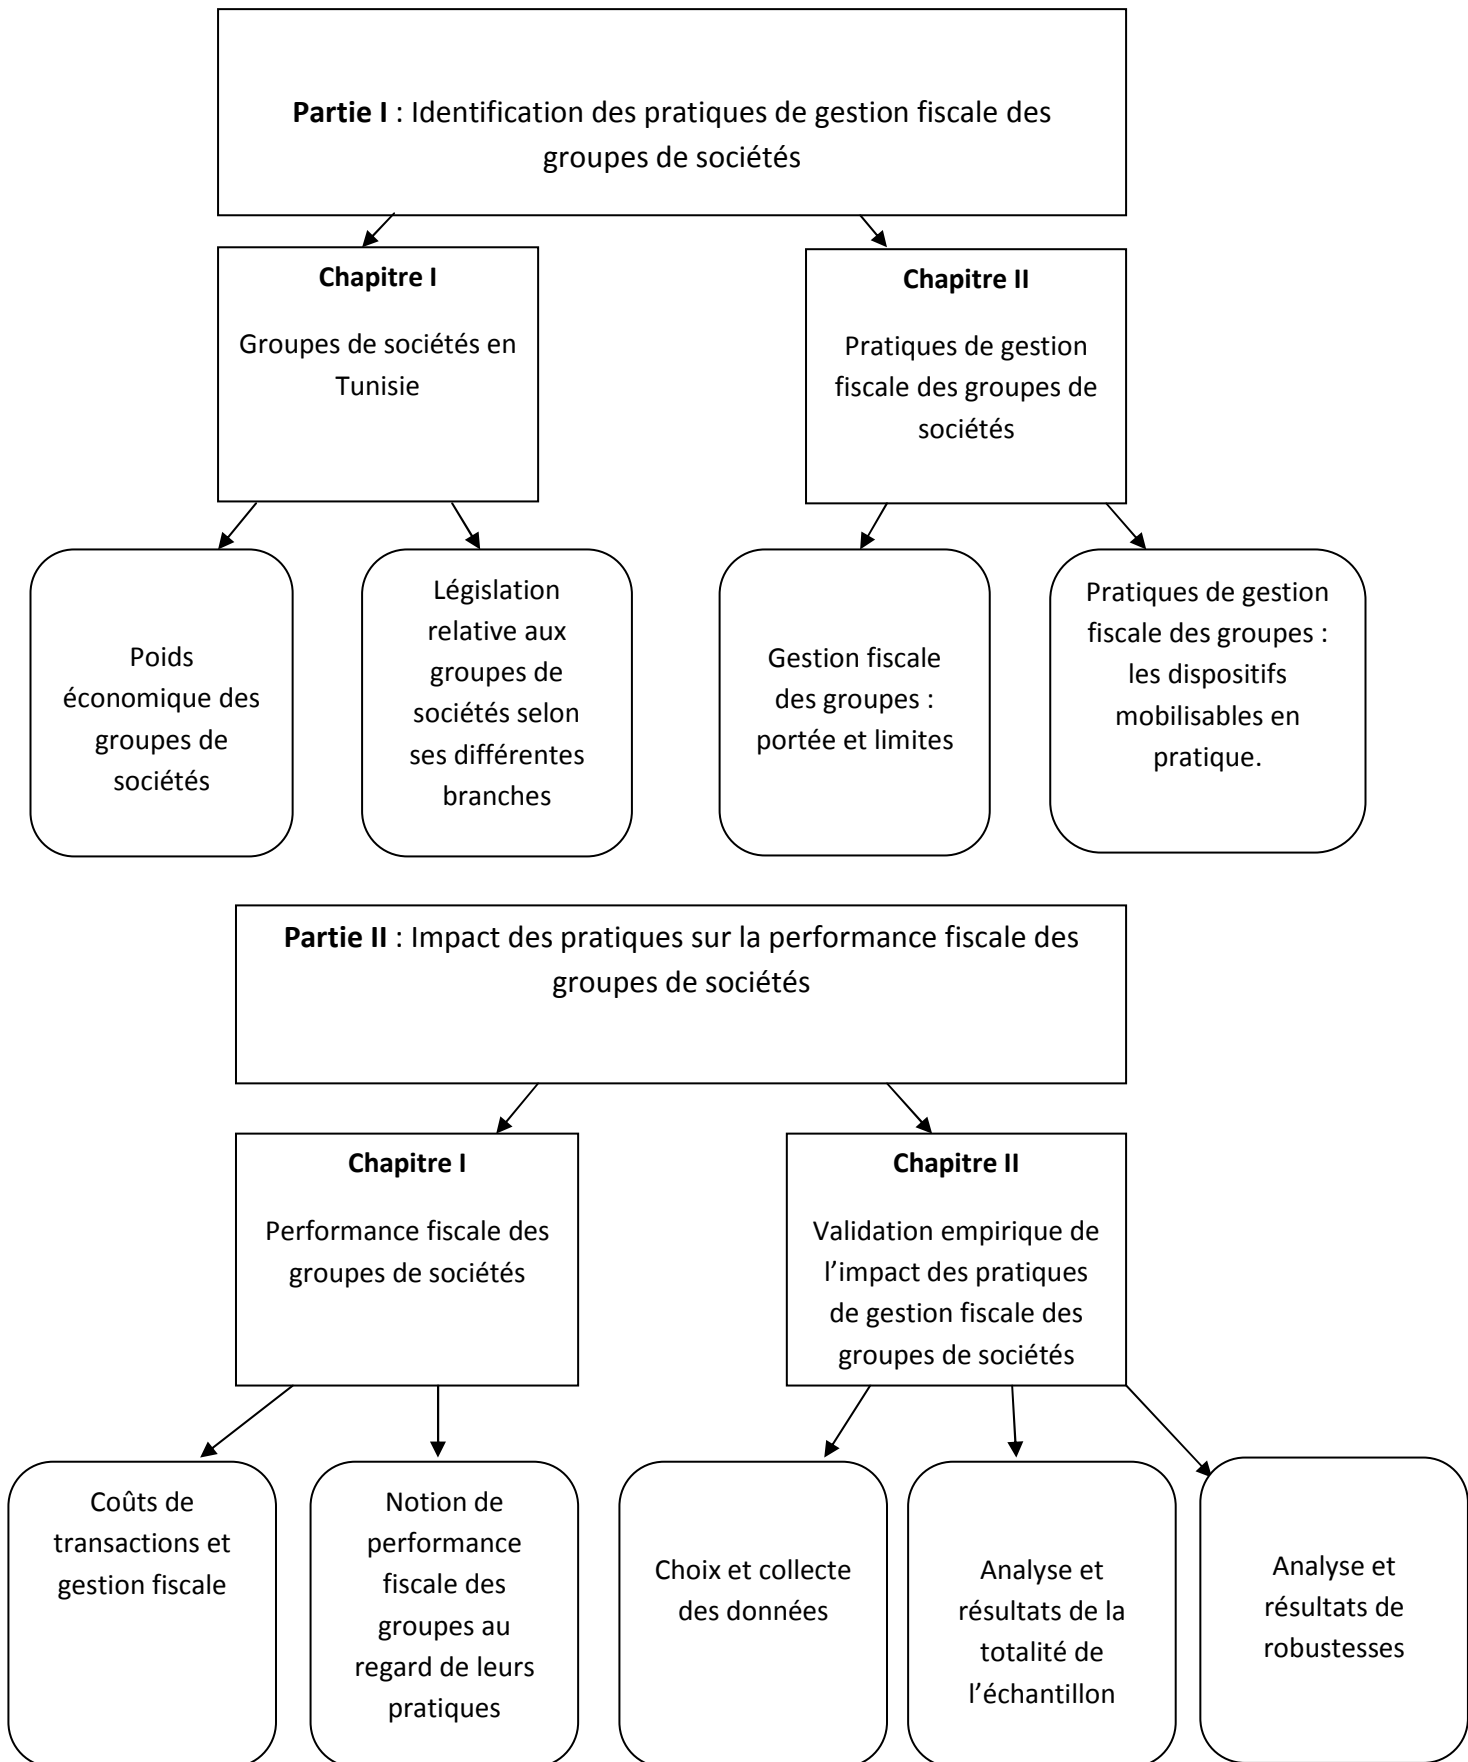 Partie I : Identification des pratiques de gestion fiscale des
groupes de sociétés
Chapitre I
Groupes de sociétés en
Tunisie
Chapitre II
Pratiques de gestion
fiscale des groupes de
sociétés
Poids
économique des
groupes de
sociétés
Législation
relative aux
groupes de
sociétés selon
ses différentes
branches
Gestion fiscale
des groupes :
portée et limites
Pratiques de gestion
fiscale des groupes :
les dispositifs
mobilisables en
pratique.
Partie II : Impact des pratiques sur la performance fiscale des
groupes de sociétés
Chapitre I
Performance fiscale des
groupes de sociétés
Chapitre II
Validation empirique de
l’impact des pratiques
de gestion fiscale des
groupes de sociétés
Coûts de
transactions et
gestion fiscale
Notion de
performance
fiscale des
groupes au
regard de leurs
pratiques
Choix et collecte
des données
Analyse et
résultats de la
totalité de
l’échantillon
Analyse et
résultats de
robustesses